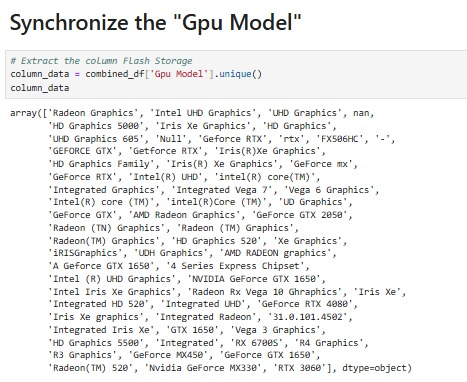 Synchronize the "Gpu Model"
# Extract the column Flash Storage
column_data = combined_df['Gpu Model'].unique()
column_data
array(['Radeon Graphics', 'Intel UHD Graphics', 'UHD Graphics', nan,
'HD Graphics 5000', 'Iris Xe Graphics', 'HD Graphics',
'UHD Graphics 605', 'Null', 'Geforce RTX', 'rtx', 'FX506HC', '-',
'GEFORCE GTX', 'Getforce RTX', 'Iris(R)Xe Graphics',
'HD Graphics Family', 'Iris(R) Xe Graphics', 'GeForce mx',
'GeForce RTX', 'Intel(R) UHD', 'intel(R) core(TM)',
'Integrated Graphics', 'Integrated Vega 7', 'Vega 6 Graphics',
'Intel(R) core (TM)', 'intel(R)Core (TM)', 'UD Graphics',
'GeForce GTX', 'AMD Radeon Graphics', 'GeForce GTX 2050',
'Radeon (TN) Graphics', 'Radeon (TM) Graphics',
'Radeon(TM) Graphics', 'HD Graphics 520', 'Xe Graphics',
'iRISGraphics', 'UDH Graphics', 'AMD RADEON graphics',
'A Geforce GTX 1650', '4 Series Express Chipset',
'Intel (R) UHD Graphics', 'NVIDIA GeForce GTX 1650',
'Intel Iris Xe Graphics', 'Radeon Rx Vega 10 Ghraphics', 'Iris Xe',
'Integrated HD 520', 'Integrated UHD', 'GeForce RTX 4080',
'Iris Xe graphics', 'Integrated Radeon', '31.0.101.4502',
'Integrated Iris Xe', 'GTX 1650', 'Vega 3 Graphics',
'HD Graphics 5500', 'Integrated', 'RX 6700S', 'R4 Graphics',
'R3 Graphics', 'GeForce MX450', 'GeForce GTX 1650',
'Radeon(TM) 520', 'Nvidia GeForce MX330', 'RTX 3060'], dtype=object)